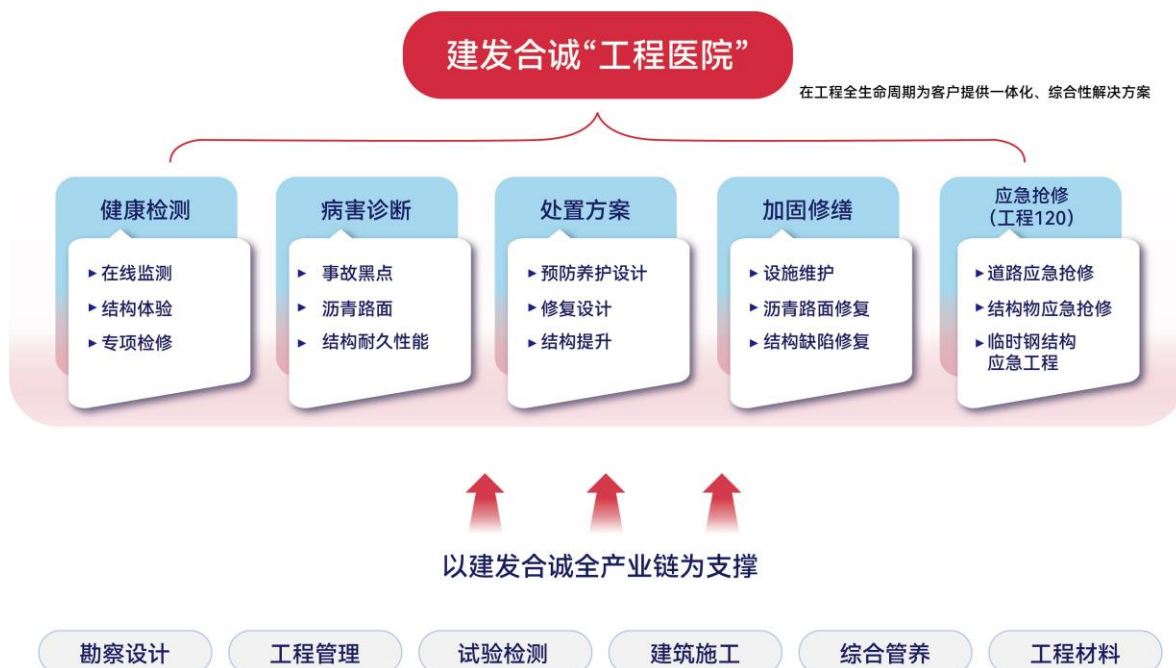 建发合诚“工程医院”
在工程全生命周期为客户提供一体化、综合性解决方案
健康检测
在线监测
结构体验
专项检修
病害诊断
事故黑点
沥青路面
结构耐久性能
处置方案
预防养护设计
修复设计
结构提升
加固修缮
设施维护
沥青路面修复
结构缺陷修复
应急抢修
（工程120）
道路应急抢修
结构物应急抢修
临时钢结构
应急工程
以建发合诚全产业链为支撑
勘察设计
工程管理
试验检测
建筑施工
综合管养
工程材料